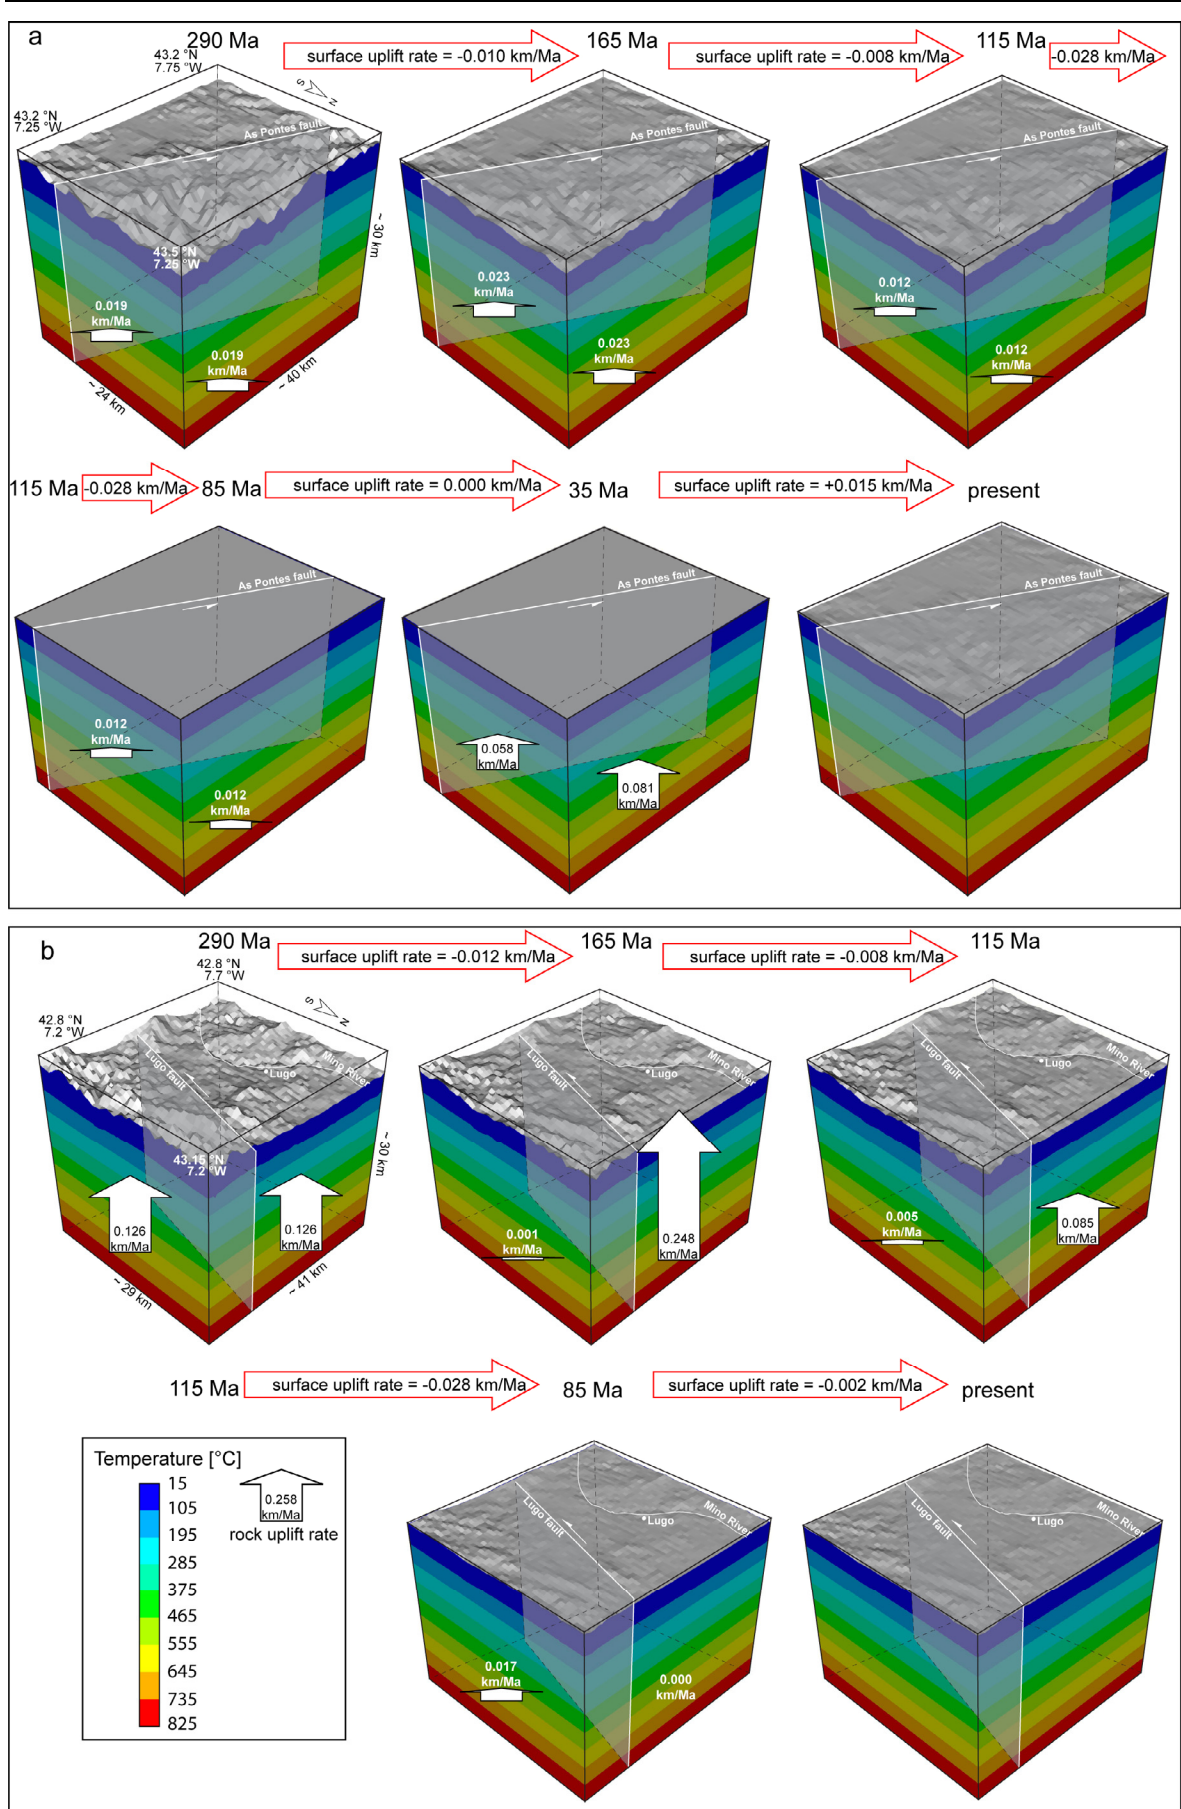 a
290 Ma
surface uplift rate = -0.010 km/Ma
165 Ma
surface uplift rate = -0.008 km/Ma
115 Ma
-0.028 km/Ma
43.2 °N
7.75 °W
43.2 °N
7.25 °W
S
N
As Pontes fault
43.5 °N
7.25 °W
~ 30 km
0.019
km/Ma
0.019
km/Ma
~ 24 km
~ 40 km
0.023
km/Ma
0.023
km/Ma
0.012
km/Ma
0.012
km/Ma
115 Ma
-0.028 km/Ma
85 Ma
surface uplift rate = 0.000 km/Ma
35 Ma
surface uplift rate = +0.015 km/Ma
present
As Pontes fault
0.012
km/Ma
0.012
km/Ma
0.058
km/Ma
0.081
km/Ma
b
290 Ma
surface uplift rate = -0.012 km/Ma
165 Ma
surface uplift rate = -0.008 km/Ma
115 Ma
42.8 °N
7.7 °W
42.8 °N
7.2 °W
S
N
Lugo fault
Lugo
Mino River
43.15 °N
7.2 °W
~ 30 km
0.126
km/Ma
0.126
km/Ma
~ 29 km
~ 41 km
Lugo fault
Lugo
Mino River
0.001
km/Ma
0.248
km/Ma
Lugo fault
Lugo
Mino River
0.005
km/Ma
0.085
km/Ma
115 Ma
surface uplift rate = -0.028 km/Ma
85 Ma
surface uplift rate = -0.002 km/Ma
present
Temperature [°C]
15
105
195
285
375
465
555
645
735
825
0.258
km/Ma
rock uplift rate
Lugo fault
Lugo
Mino River
0.017
km/Ma
0.000
km/Ma
Lugo fault
Lugo
Mino River